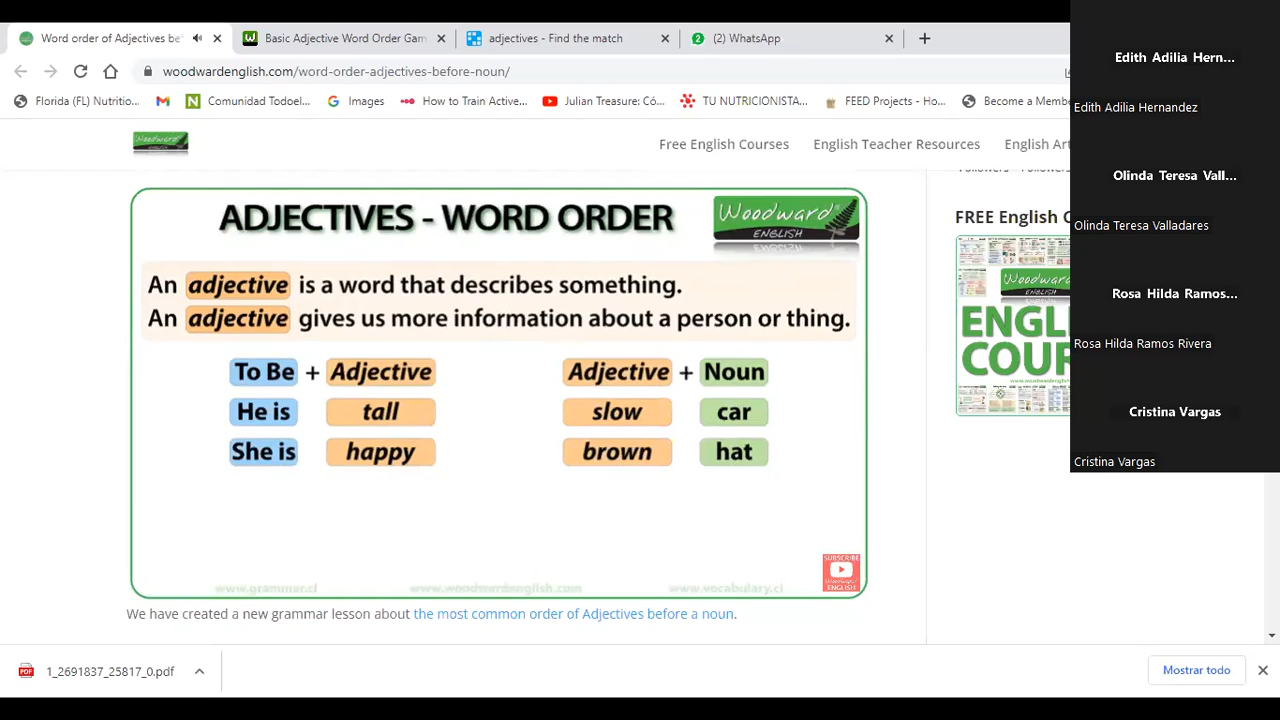 Word order of Adjectives be
Basic Adjective Word Order Gam
adjectives - Find the match
2 (2) WhatsApp
woodwardenglish.com/word-order-adjectives-before-noun/
Florida (FL) Nutritio...
Comunidad Todoel...
Images
How to Train Active...
Julian Treasure: Có...
TU NUTRICIONISTA...
FEED Projects - Ho...
Become a Membe
Woodward
Free English Courses
English Teacher Resources
English Art
FREE English C
ADJECTIVES - WORD ORDER
Woodward®
ENGLISH
An adjective is a word that describes something.
An adjective gives us more information about a person or thing.
To Be + Adjective
Adjective + Noun
He is tall
slow car
She is happy
brown hat
SUBSCRIBE
Woodward
ENGLISH
www.grammar.cl
www.woodwardenglish.com
www.vocabulary.cl
We have created a new grammar lesson about the most common order of Adjectives before a noun.
Woodward
ENGL
COUR
1_2691837_25817_0.pdf
Mostrar todo
Edith Adilia Hern...
Edith Adilia Hernandez
Olinda Teresa Vall...
Olinda Teresa Valladares
Rosa Hilda Ramos...
Rosa Hilda Ramos Rivera
Cristina Vargas
Cristina Vargas